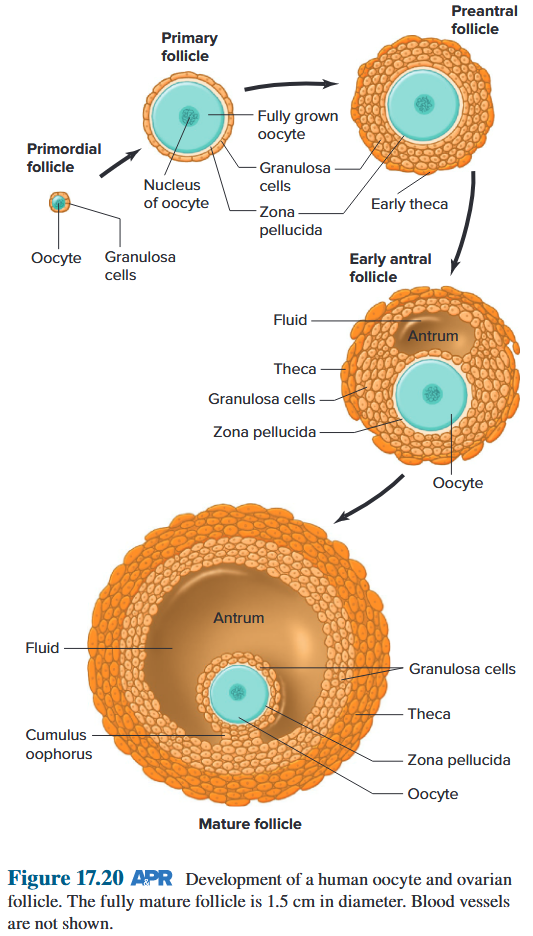 Preantral
follicle
Primary
follicle
Fully grown
oocyte
Primordial
follicle
Granulosa
cells
Nucleus
of oocyte
Zona
pellucida
Early theca
Oocyte
Granulosa
cells
Early antral
follicle
Fluid
Antrum
Theca
Granulosa cells
Zona pellucida
Oocyte
Antrum
Fluid
Granulosa cells
Theca
Cumulus
oophorus
Zona pellucida
Oocyte
Mature follicle
Figure 17.20 AP|R Development of a human oocyte and ovarian
follicle. The fully mature follicle is 1.5 cm in diameter. Blood vessels
are not shown.